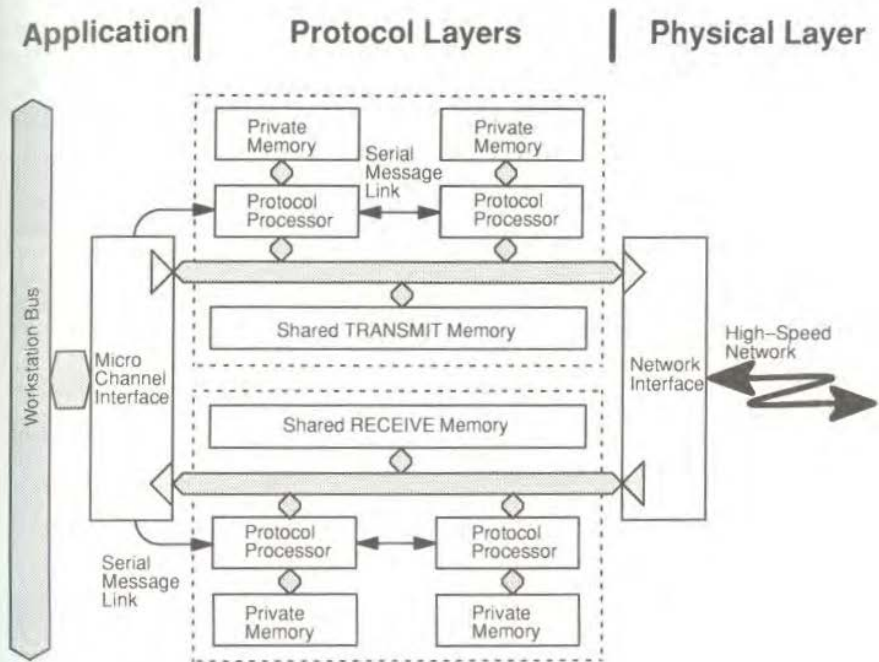 Application
Protocol Layers
Physical Layer
Private
Memory
Private
Memory
Serial
Message
Link
Protocol
Processor
Protocol
Processor
Shared TRANSMIT Memory
Workstation Bus
Micro
Channel
Interface
Network
Interface
High-Speed
Network
Shared RECEIVE Memory
Protocol
Processor
Protocol
Processor
Serial
Message
Link
Private
Memory
Private
Memory